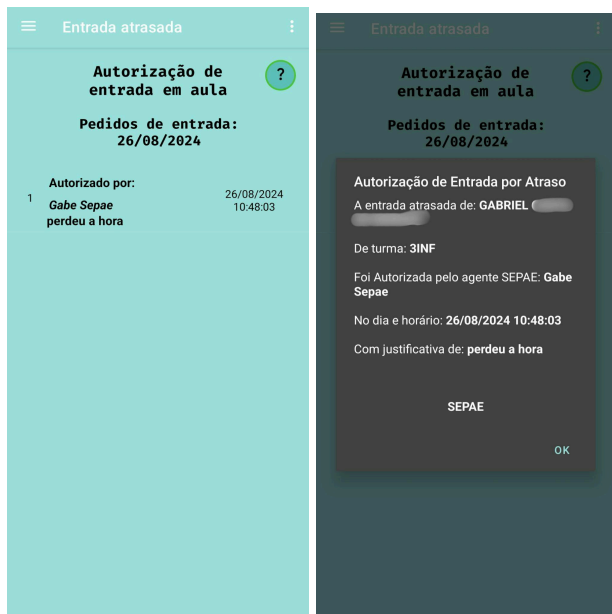 Entrada atrasada
Autorização de
entrada em aula
?
Pedidos de entrada:
26/08/2024
1
Autorizado por:
Gabe Sepae
perdeu a hora
26/08/2024
10:48:03
Entrada atrasada
Autorização de
entrada em aula
?
Pedidos de entrada:
26/08/2024
Autorização de Entrada por Atraso
A entrada atrasada de: GABRIEL
De turma: 3INF
Foi Autorizada pelo agente SEPAE: Gabe
Sepae
No dia e horário: 26/08/2024 10:48:03
Com justificativa de: perdeu a hora
SEPAE
OK